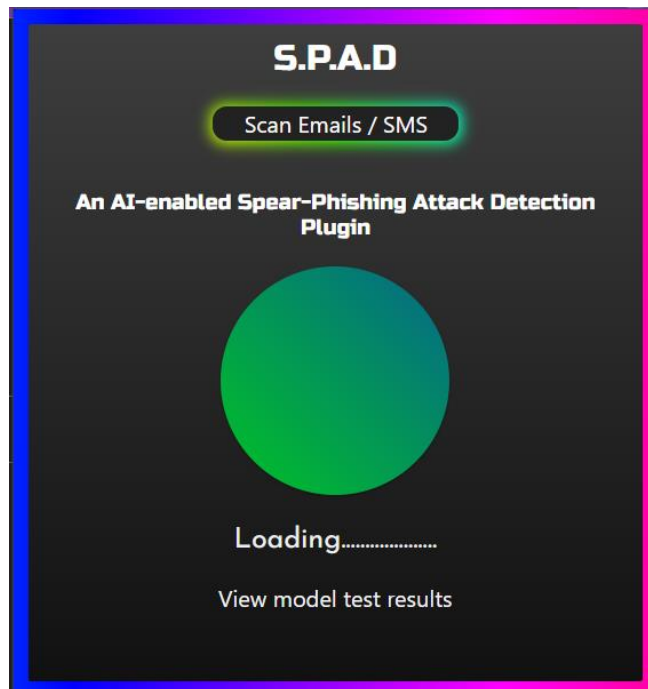 S.P.A.D
Scan Emails / SMS
An AI-enabled Spear-Phishing Attack Detection
Plugin
Loading....................
View model test results